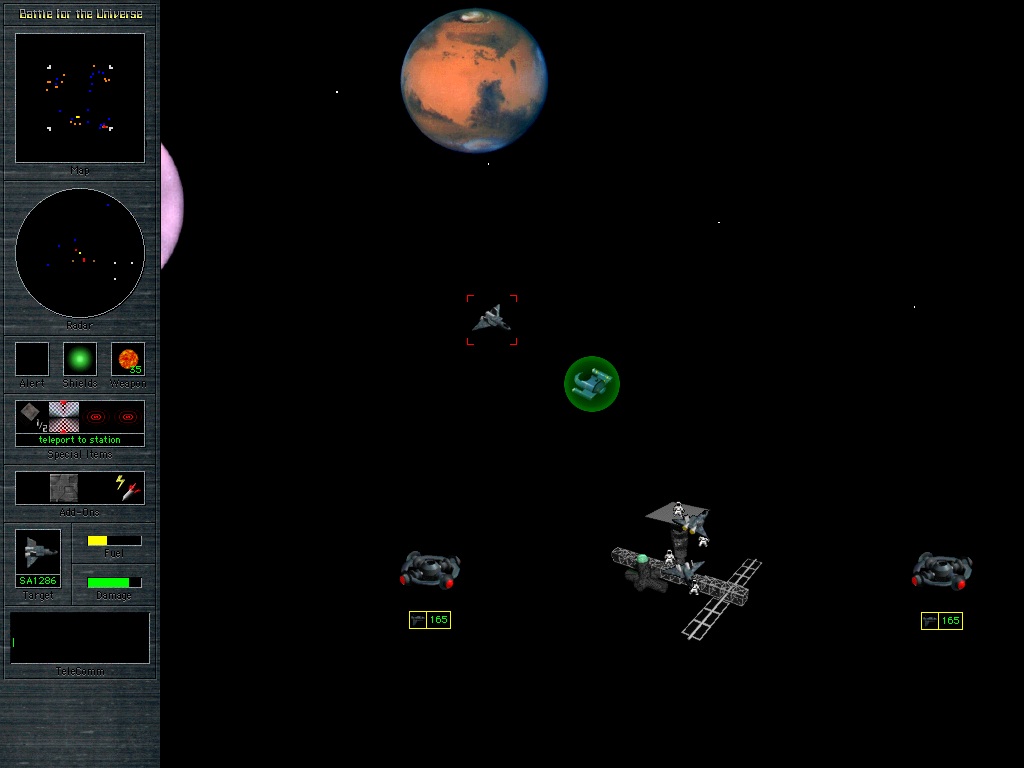 Battle for the Universe
Map
Radar
35
Alert
Shields
Weapon
1/2
teleport to station
Special Items
Add-Ons
Fuel
SA1286
Target
Damage
165
165
TeleComm